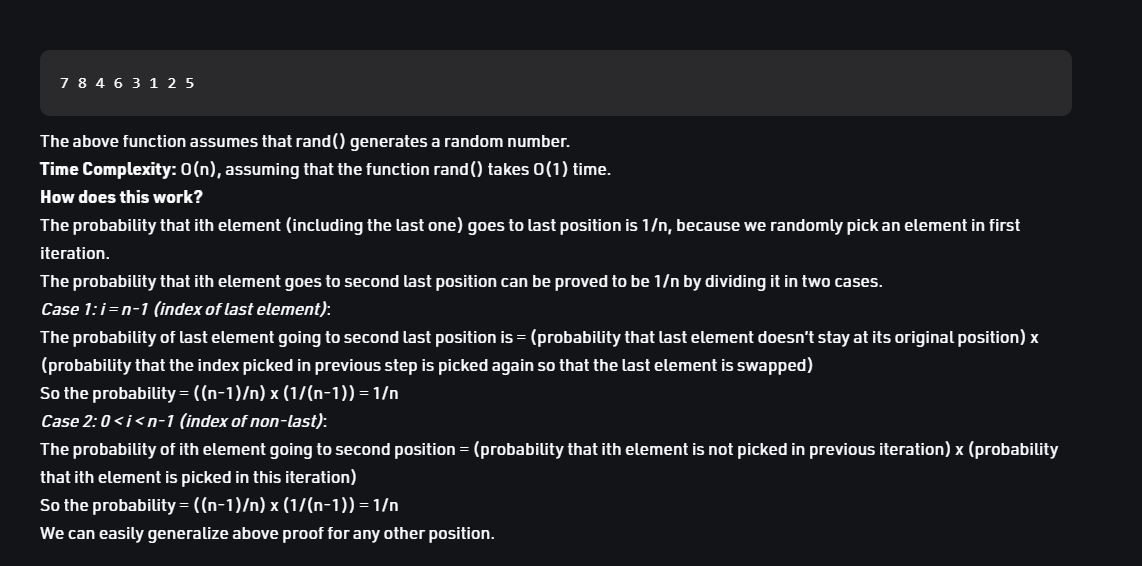 7 8 4 6 3 1 2 5
The above function assumes that rand() generates a random number.
Time Complexity: O(n), assuming that the function rand() takes O(1) time.
How does this work?
The probability that ith element (including the last one) goes to last position is 1/n, because we randomly pick an element in first
iteration.
The probability that ith element goes to second last position can be proved to be 1/n by dividing it in two cases.
Case 1: i = n-1 (index of last element):
The probability of last element going to second last position is = (probability that last element doesn't stay at its original position) x
(probability that the index picked in previous step is picked again so that the last element is swapped)
So the probability = ((n-1)/n) x (1/(n-1)) = 1/n
Case 2: 0 < i < n-1 (index of non-last):
The probability of ith element going to second position = (probability that ith element is not picked in previous iteration) x (probability
that ith element is picked in this iteration)
So the probability = ((n-1)/n) x (1/(n-1)) = 1/n
We can easily generalize above proof for any other position.